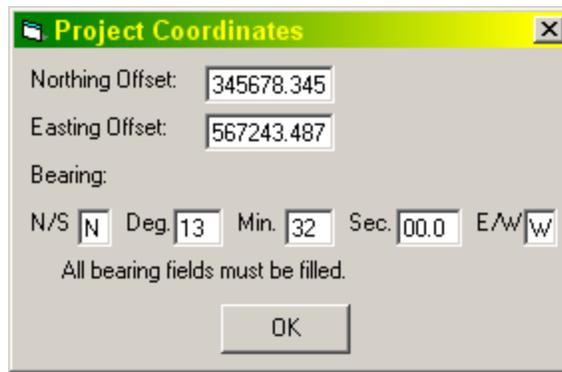 Project Coordinates
Northing Offset: 345678.345
Easting Offset: 567243.487
Bearing:
N/S N Deg. 13 Min. 32 Sec. 00.0 E/W W
All bearing fields must be filled.
OK